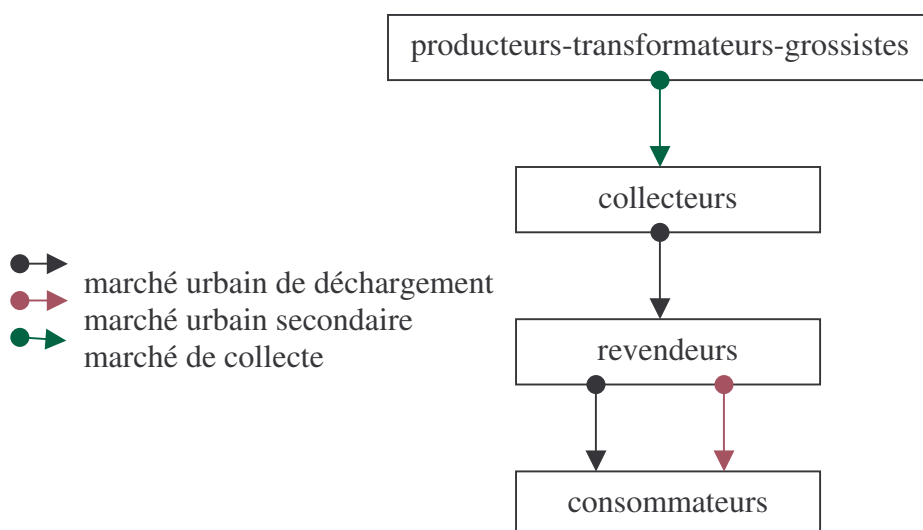 producteurs-transformateurs-grossistes
collecteurs
marché urbain de déchargement
marché urbain secondaire
marché de collecte
revendeurs
consommateurs